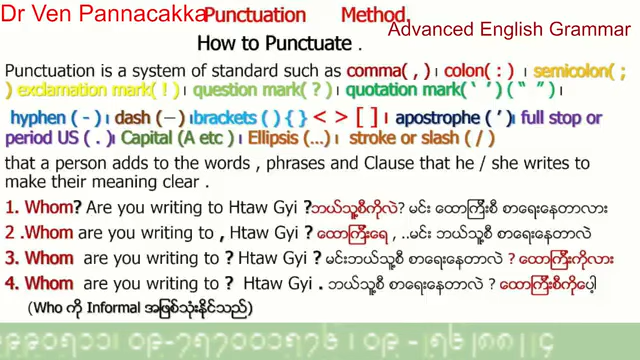 Dr Ven Pannacakka
Punctuation Method.
Advanced English Grammar
How to Punctuate .
Punctuation is a system of standard such as comma( , )၊ colon( : ) ၊ semicolon( ;
) exclamation mark( ! )၊ question mark( ? )၊ quotation mark( ‘ ’ ) ( “ ” )၊
hyphen ( - )၊ dash (—)၊brackets ( ) { } < > [ ]၊ apostrophe ( ’ )၊ full stop or
period US ( . )၊ Capital (A etc )၊ Ellipsis (...)၊ stroke or slash ( / )
that a person adds to the words , phrases and Clause that he / she writes to
make their meaning clear .
1. Whom? Are you writing to Htaw Gyi ?ဘယ်သူ့စီကိုလဲ? မင်း ထောကြီးစီ စာရေးနေတာလား
2 .Whom are you writing to , Htaw Gyi ? ထောကြီးရေ , ..မင်း ဘယ်သူ့စီ စာရေးနေတာလဲ
3. Whom are you writing to ? Htaw Gyi ? မင်းဘယ်သူ့စီ စာရေးနေတာလဲ ? ထောကြီးကိုလား
4. Whom are you writing to ? Htaw Gyi . ဘယ်သူ့စီ စာရေးနေတာလဲ ? ထောကြီးစီကိုပေါ့
(Who ကို Informal အဖြစ်သုံးနိုင်သည်)